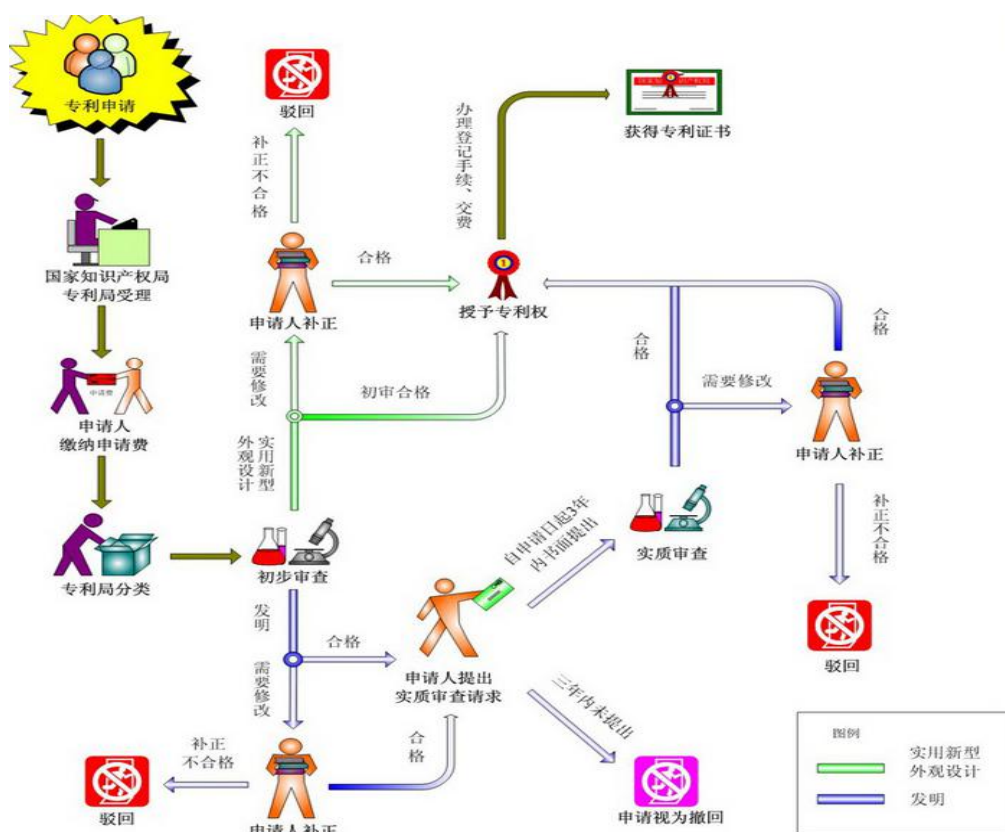 专利申请
国家知识产权局
专利局受理
申请费
申请人
缴纳申请费
专利局分类
初步审查
实用新型
外观设计
需要修改
申请人补正
补正不合格
驳回
合格
初审合格
授予专利权
办理登记手续、交费
获得专利证书
发明
合格
需要修改
申请人补正
补正
不合格
驳回
合格
申请人提出
实质审查请求
自申请日起3年
内书面提出
三年内未提出
申请视为撤回
实质审查
合格
需要修改
申请人补正
合格
补正不合格
驳回
图例
实用新型
外观设计
发明